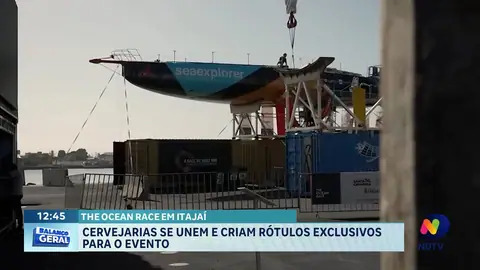 seaexplorer
12:45
THE OCEAN RACE EM ITAJAÍ
BALANÇO
GERAL
CERVEJARIAS SE UNEM E CRIAM RÓTULOS EXCLUSIVOS
PARA O EVENTO
NDTV